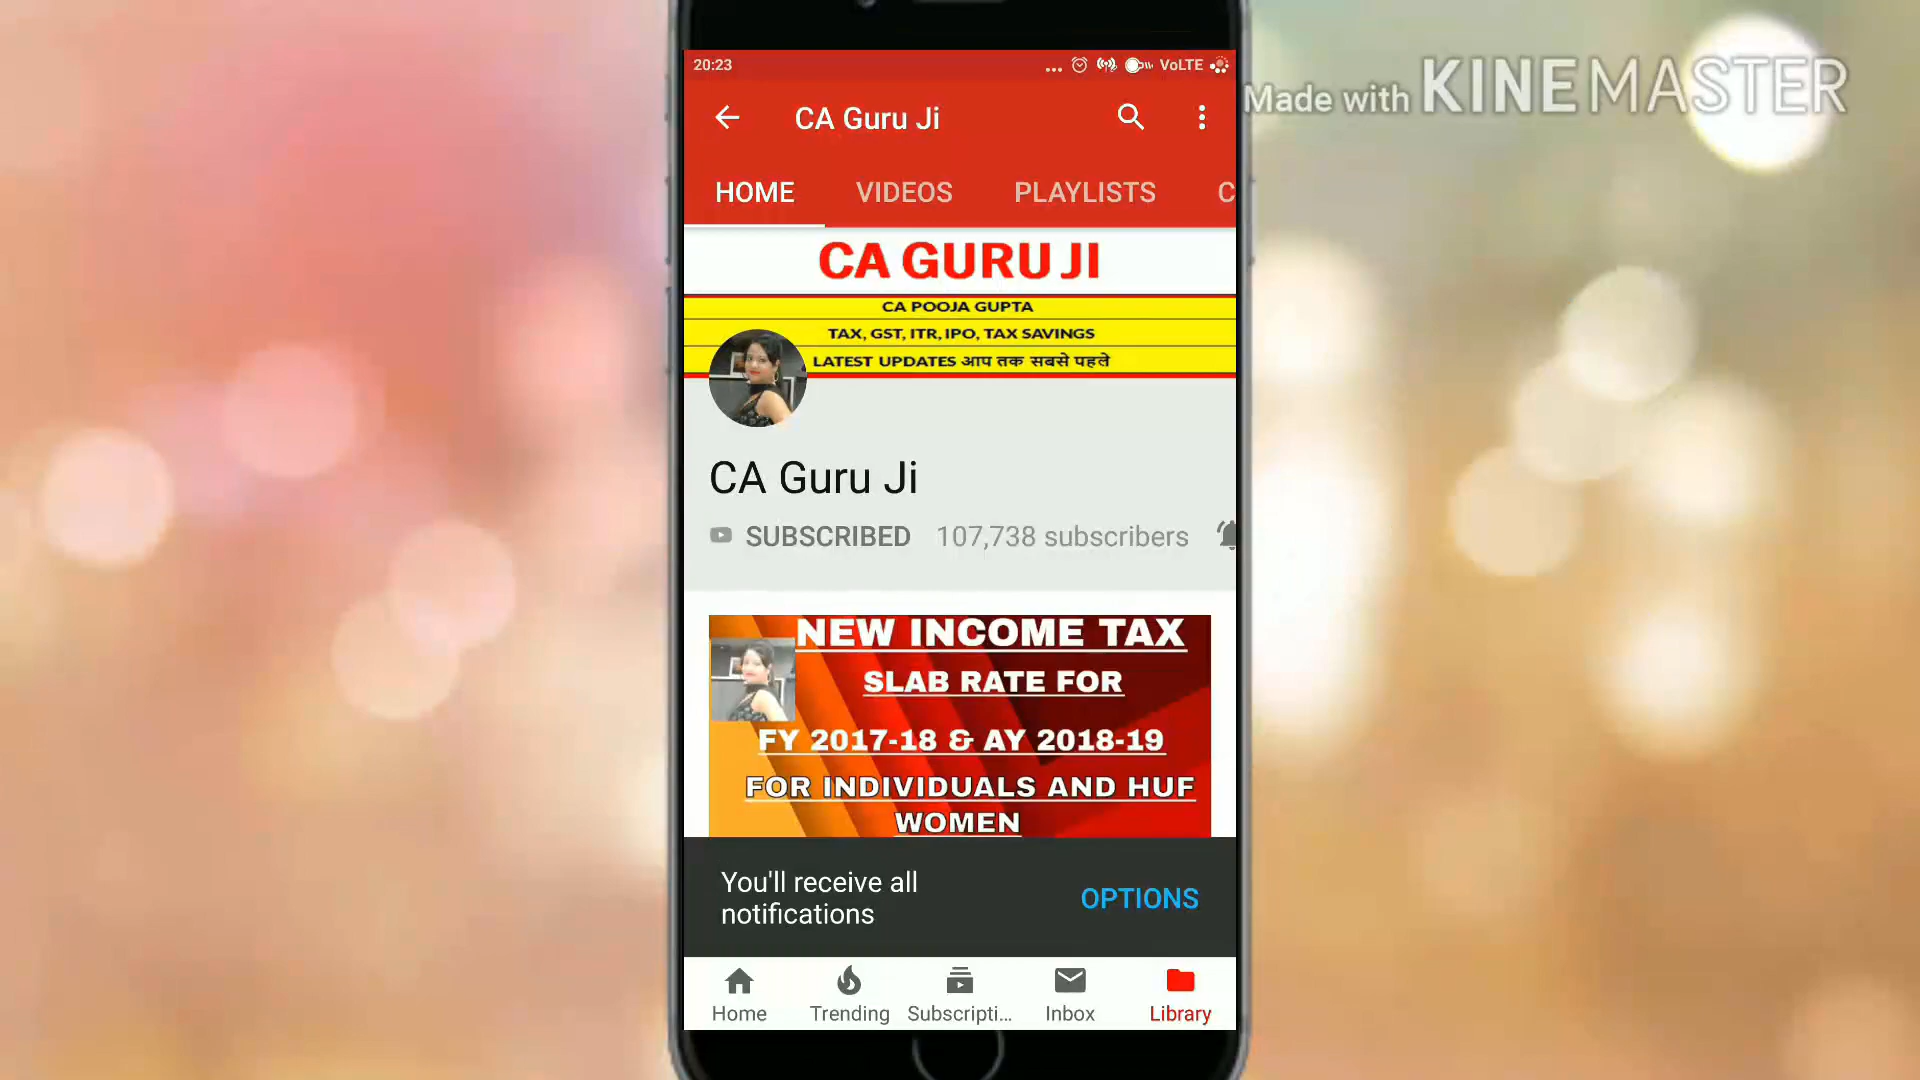 20:23
... VoLTE
Made with KINEMASTER
CA Guru Ji
HOME VIDEOS PLAYLISTS C
CA GURU JI
CA POOJA GUPTA
TAX, GST, ITR, IPO, TAX SAVINGS
LATEST UPDATES आप तक सबसे पहले
CA Guru Ji
SUBSCRIBED 107,738 subscribers
NEW INCOME TAX
SLAB RATE FOR
FY 2017-18 & AY 2018-19
FOR INDIVIDUALS AND HUF
WOMEN
You'll receive all
notifications
OPTIONS
Home Trending Subscripti... Inbox Library